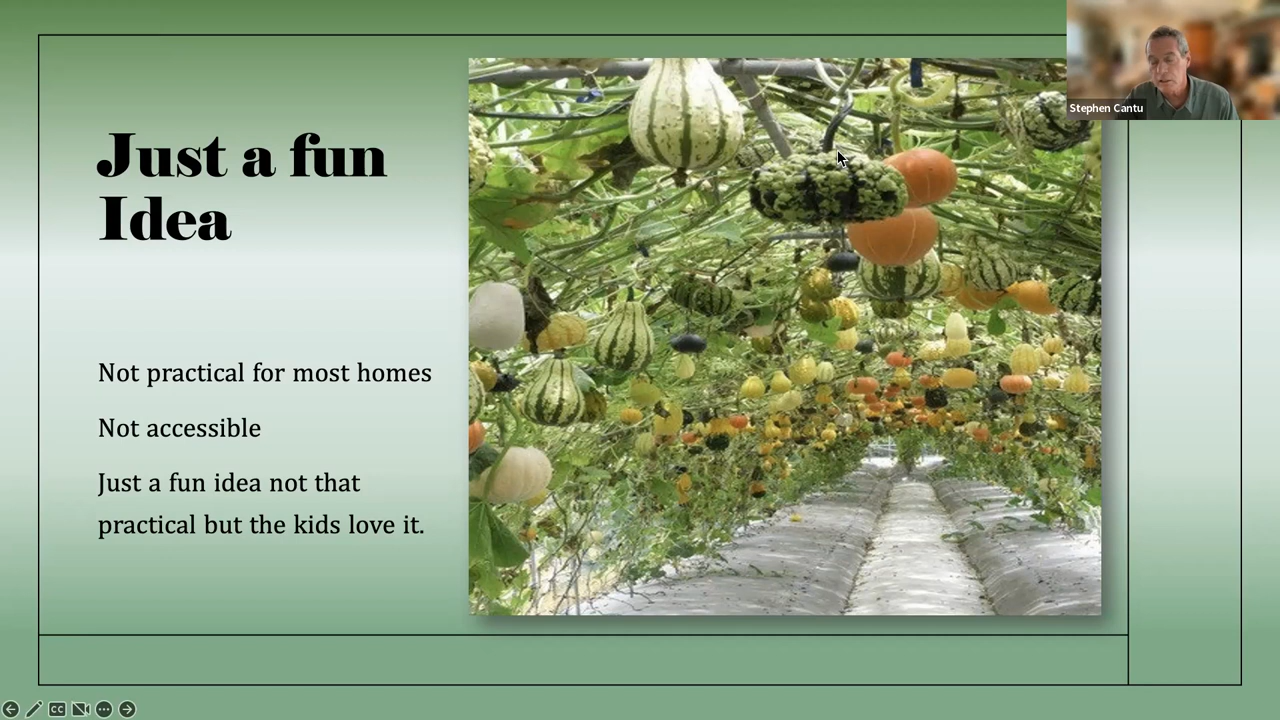 Stephen Cantu
Just a fun
Idea
Not practical for most homes
Not accessible
Just a fun idea not that
practical but the kids love it.
CC